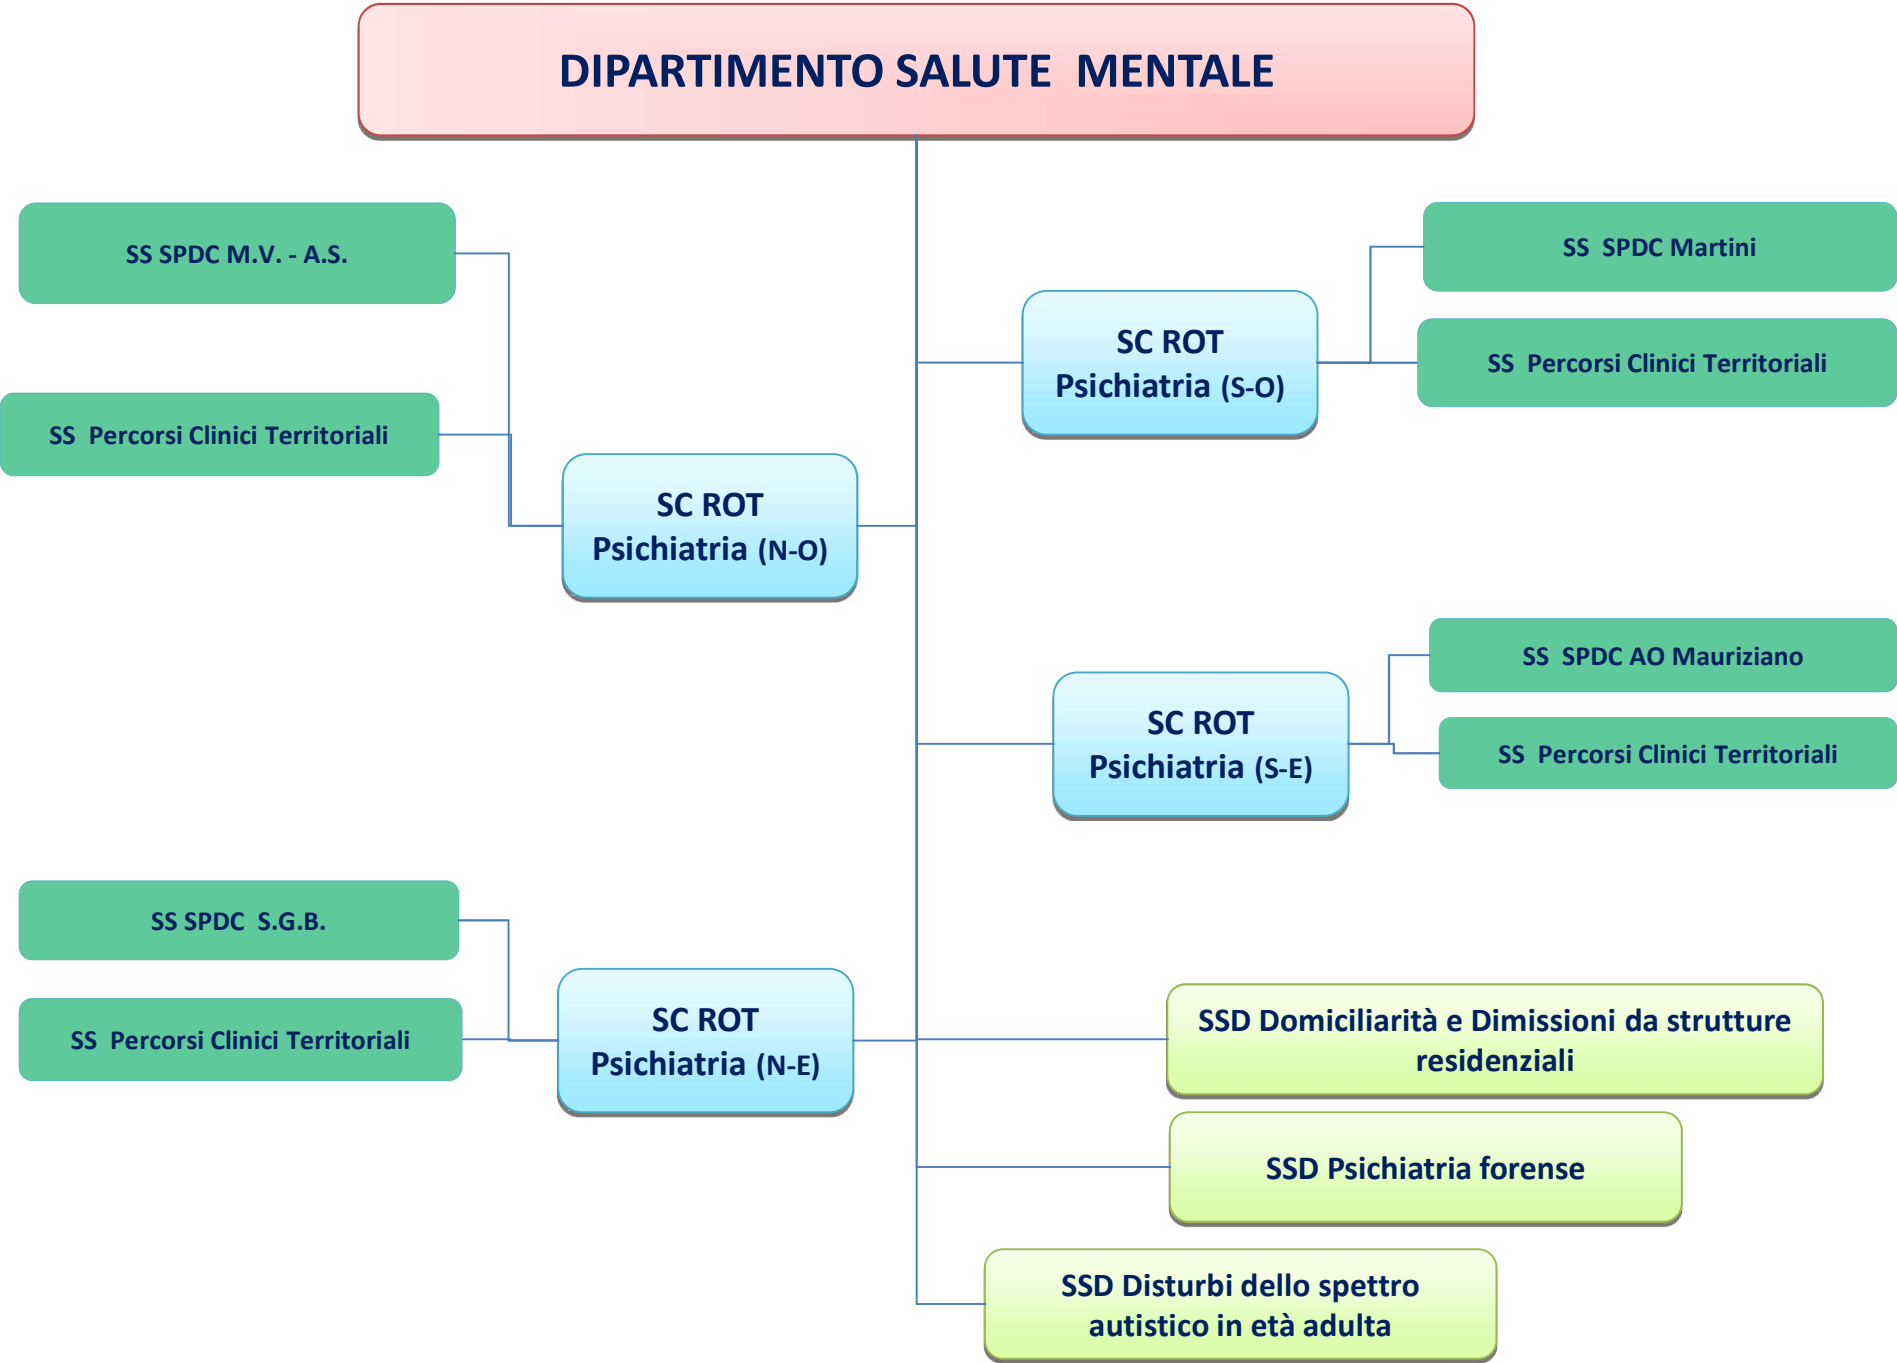 DIPARTIMENTO SALUTE MENTALE
SS SPDC M.V. - A.S.
SS SPDC Martini
SC ROT
Psichiatria (S-O)
SS Percorsi Clinici Territoriali
SS Percorsi Clinici Territoriali
SC ROT
Psichiatria (N-O)
SS SPDC AO Mauriziano
SC ROT
Psichiatria (S-E)
SS Percorsi Clinici Territoriali
SS SPDC S.G.B.
SS Percorsi Clinici Territoriali
SC ROT
Psichiatria (N-E)
SSD Domiciliarità e Dimissioni da strutture
residenziali
SSD Psichiatria forense
SSD Disturbi dello spettro
autistico in età adulta